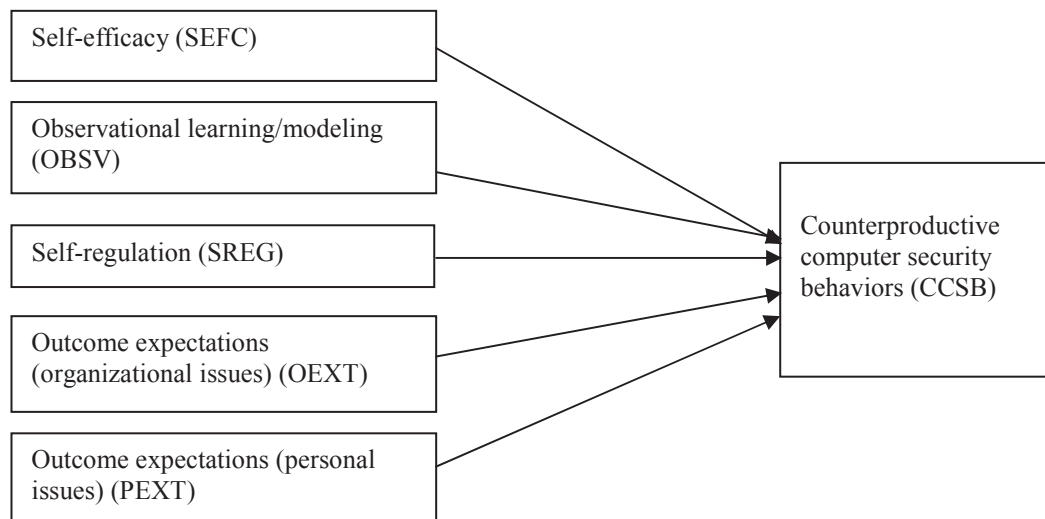 Self-efficacy (SEFC)
Observational learning/modeling
(OBSV)
Self-regulation (SREG)
Outcome expectations
(organizational issues) (OEXT)
Outcome expectations (personal
issues) (PEXT)
Counterproductive
computer security
behaviors (CCSB)